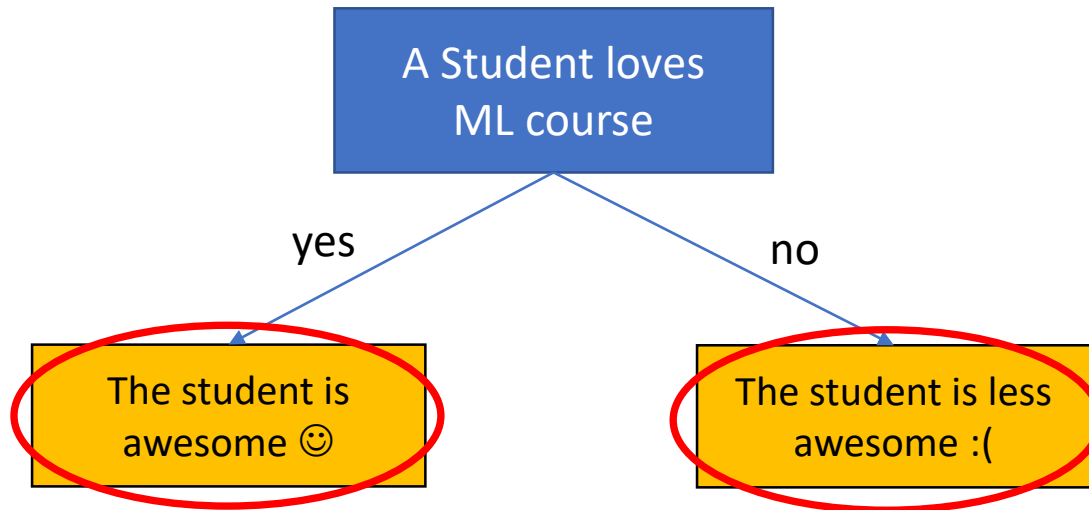 A Student loves
ML course
yes
no
The student is
awesome ☺
The student is less
awesome :(